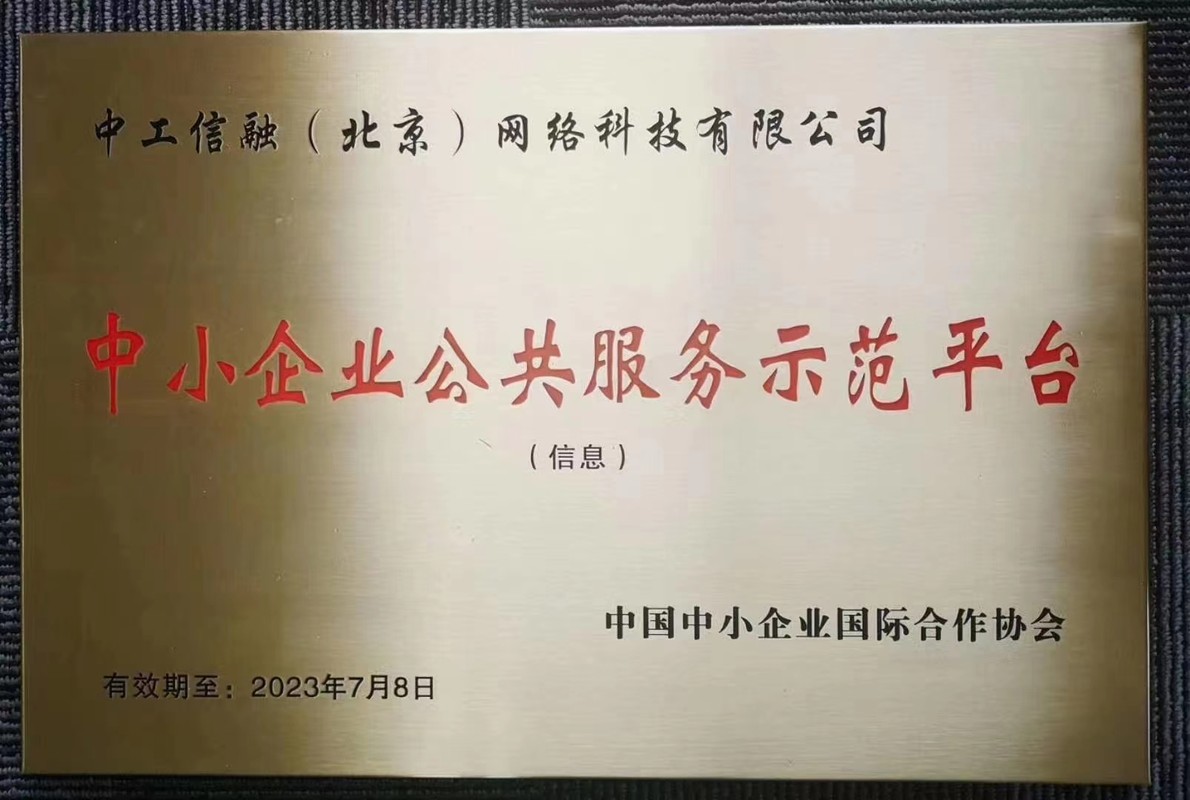 中工信融（北京）网络科技有限公司
中小企业公共服务示范平台
（信息）
中国中小企业国际合作协会
有效期至：2023年7月8日